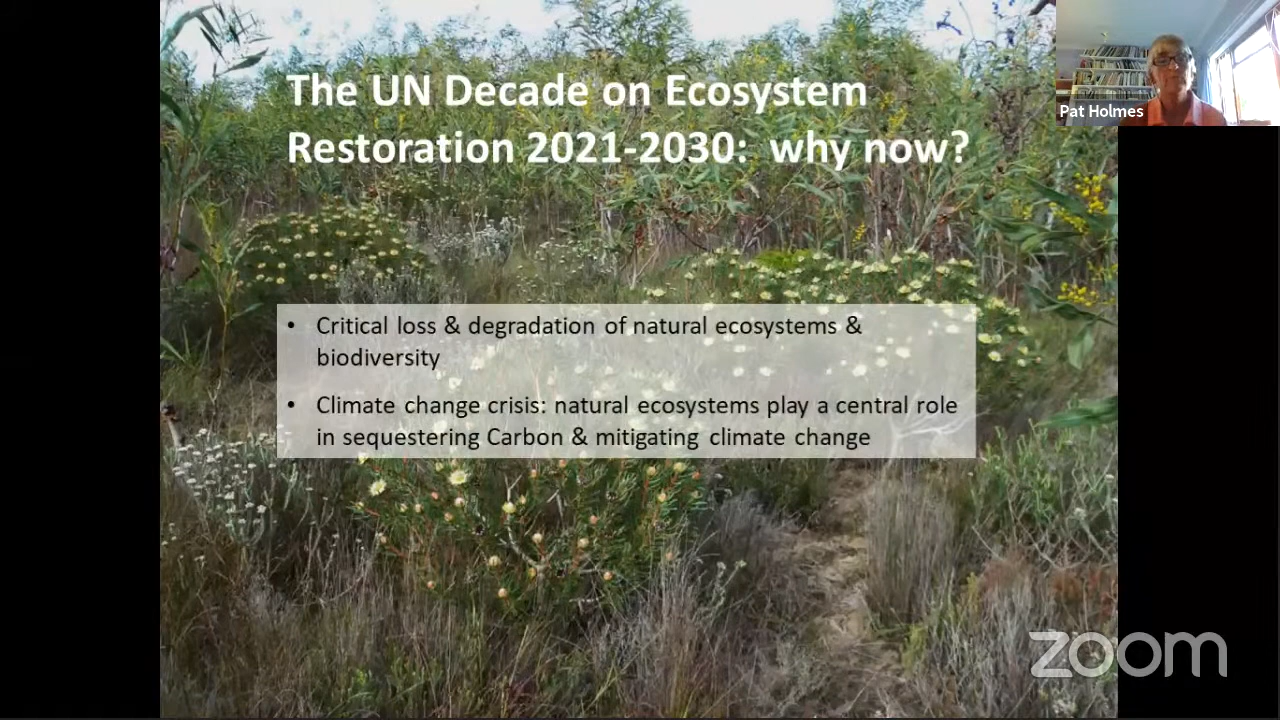 The UN Decade on Ecosystem
Restoration 2021-2030: why now?
Pat Holmes
• Critical loss & degradation of natural ecosystems &
biodiversity
• Climate change crisis: natural ecosystems play a central role
in sequestering Carbon & mitigating climate change
zoom